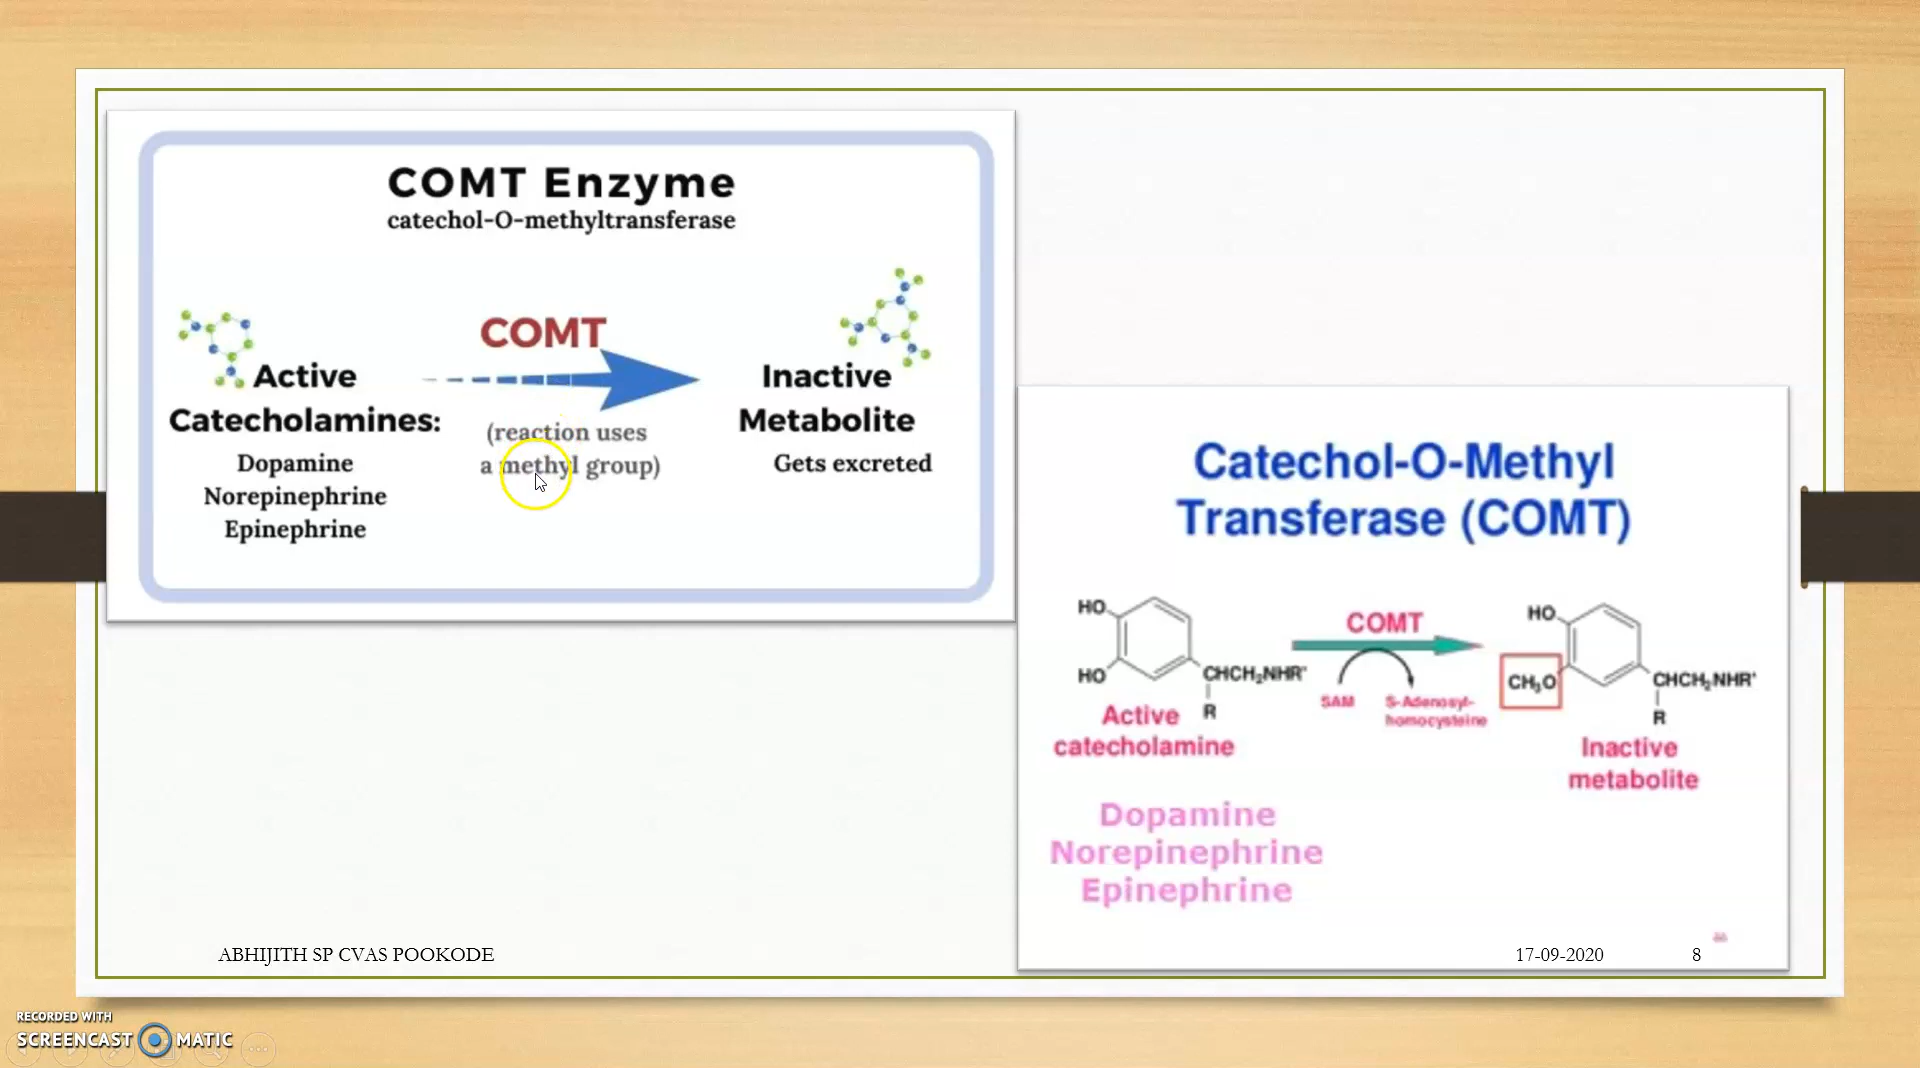 COMT Enzyme
catechol-O-methyltransferase
COMT
Active
Catecholamines:
Dopamine
Norepinephrine
Epinephrine
(reaction uses
a methyl group)
Inactive
Metabolite
Gets excreted
Catechol-O-Methyl
Transferase (COMT)
HO
HO
CHCH₂NHR'
R
Active
catecholamine
COMT
SAM
S-Adenosyl-
homocysteine
HO
CH₃O
CHCH₂NHR'
R
Inactive
metabolite
Dopamine
Norepinephrine
Epinephrine
ABHIJITH SP CVAS POOKODE
17-09-2020
8
RECORDED WITH
SCREENCAST MATIC